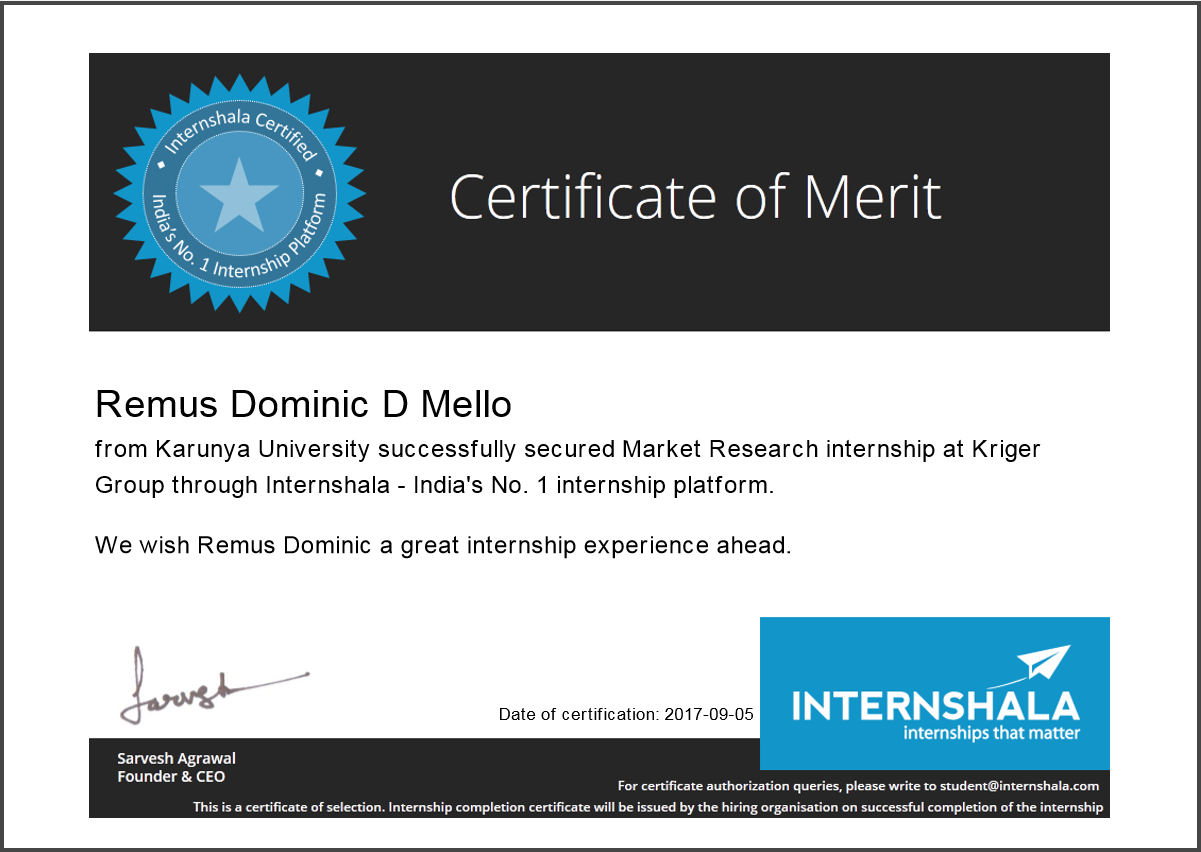 Internshala Certified
India's No. 1 Internship Platform
Certificate of Merit
Remus Dominic D Mello
from Karunya University successfully secured Market Research internship at Kriger
Group through Internshala - India's No. 1 internship platform.
We wish Remus Dominic a great internship experience ahead.
Sarvesh
Date of certification: 2017-09-05
INTERNSHALA
internships that matter
Sarvesh Agrawal
Founder & CEO
For certificate authorization queries, please write to student@internshala.com
This is a certificate of selection. Internship completion certificate will be issued by the hiring organisation on successful completion of the internship